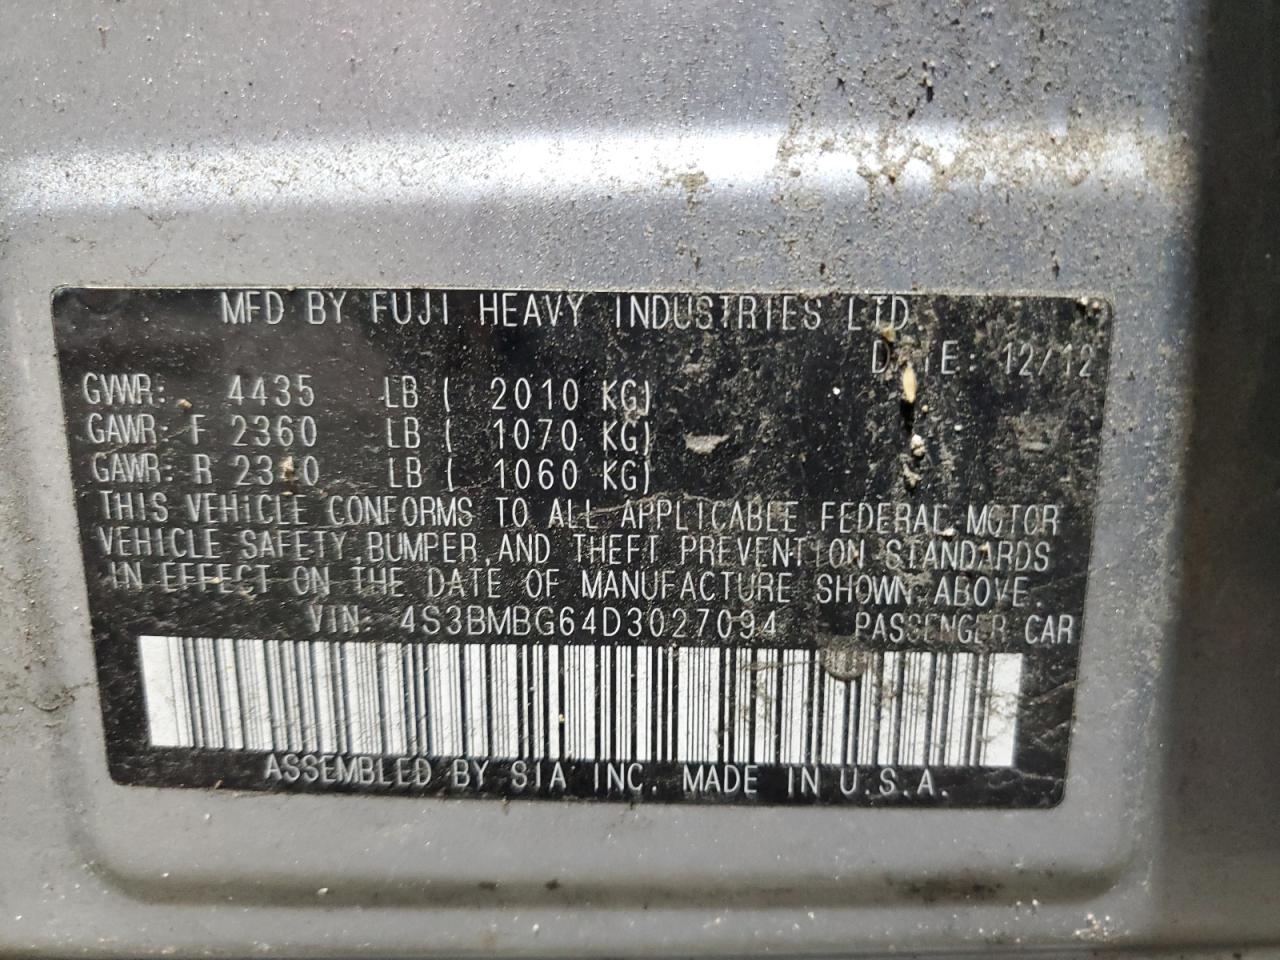 MFD BY FUJI HEAVY INDUSTRIES LTD.
DATE: 12/12
GVWR: 4435 LB ( 2010 KG)
GAWR: F 2360 LB ( 1070 KG)
GAWR: R LB ( 1060 KG)
THIS VEHICLE CONFORMS TO ALL APPLICABLE FEDERAL MOTOR
VEHICLE SAFETY, BUMPER, AND THEFT PREVENTION STANDARDS
IN EFFECT ON THE DATE OF MANUFACTURE SHOWN ABOVE.
VIN: 4S3BMBG64D3027094 PASSENGER CAR
ASSEMBLED BY SIA INC. MADE IN U.S.A.